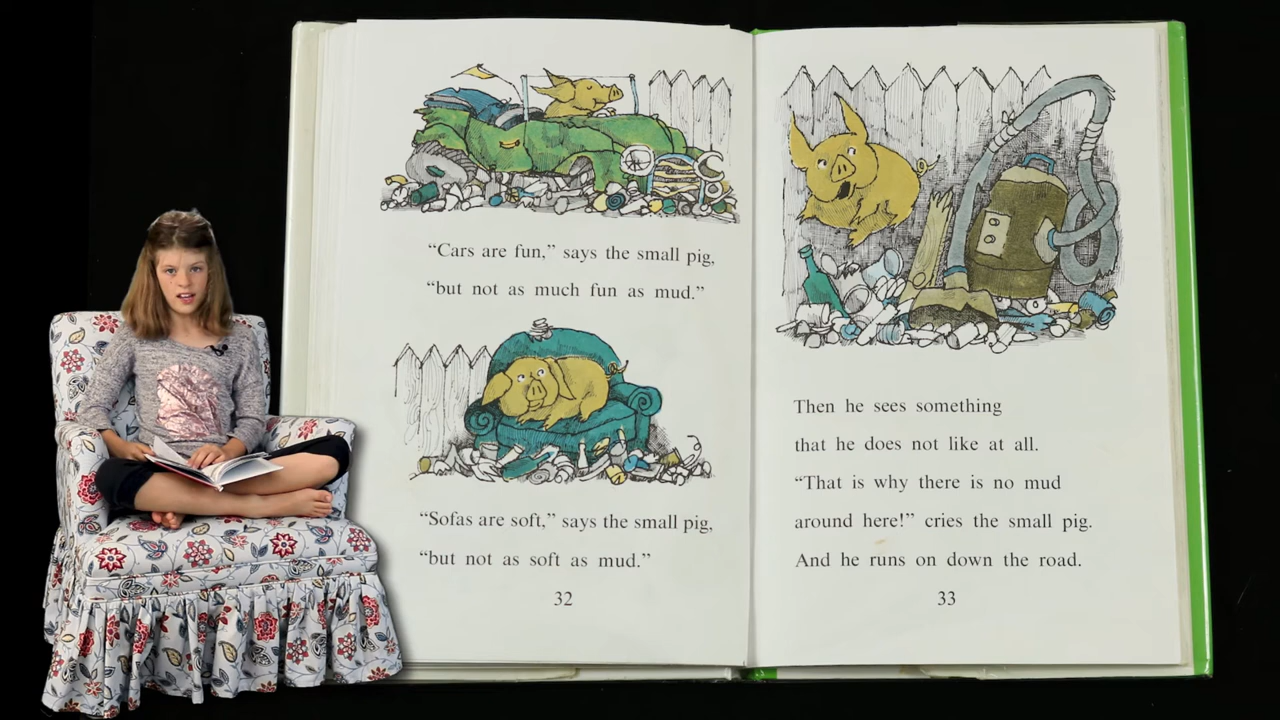 “Cars are fun,” says the small pig,
“but not as much fun as mud.”
“Sofas are soft,” says the small pig,
“but not as soft as mud.”
32
Then he sees something
that he does not like at all.
“That is why there is no mud
around here!” cries the small pig.
And he runs on down the road.
33